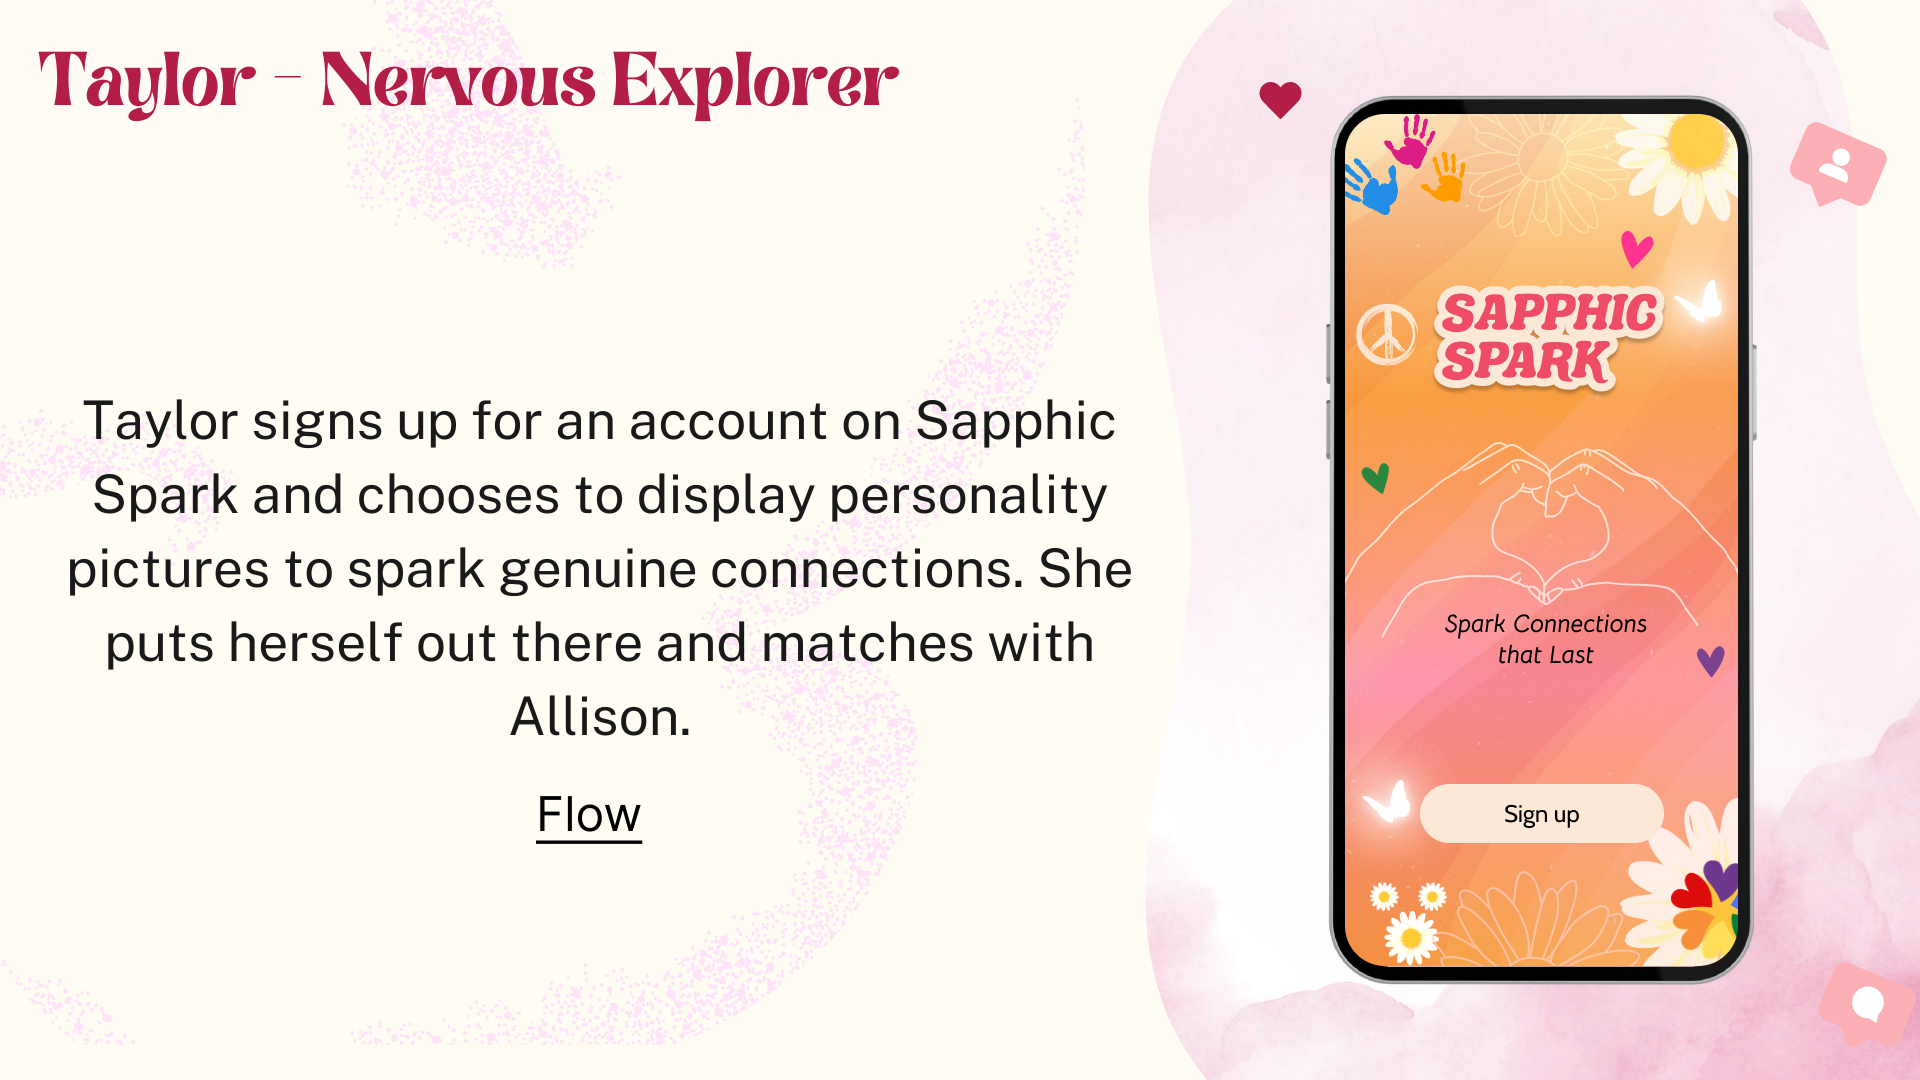 Taylor - Nervous Explorer
Taylor signs up for an account on Sapphic
Spark and chooses to display personality
pictures to spark genuine connections. She
puts herself out there and matches with
Allison.
Flow
SAPPHIC
SPARK
Spark Connections
that Last
Sign up